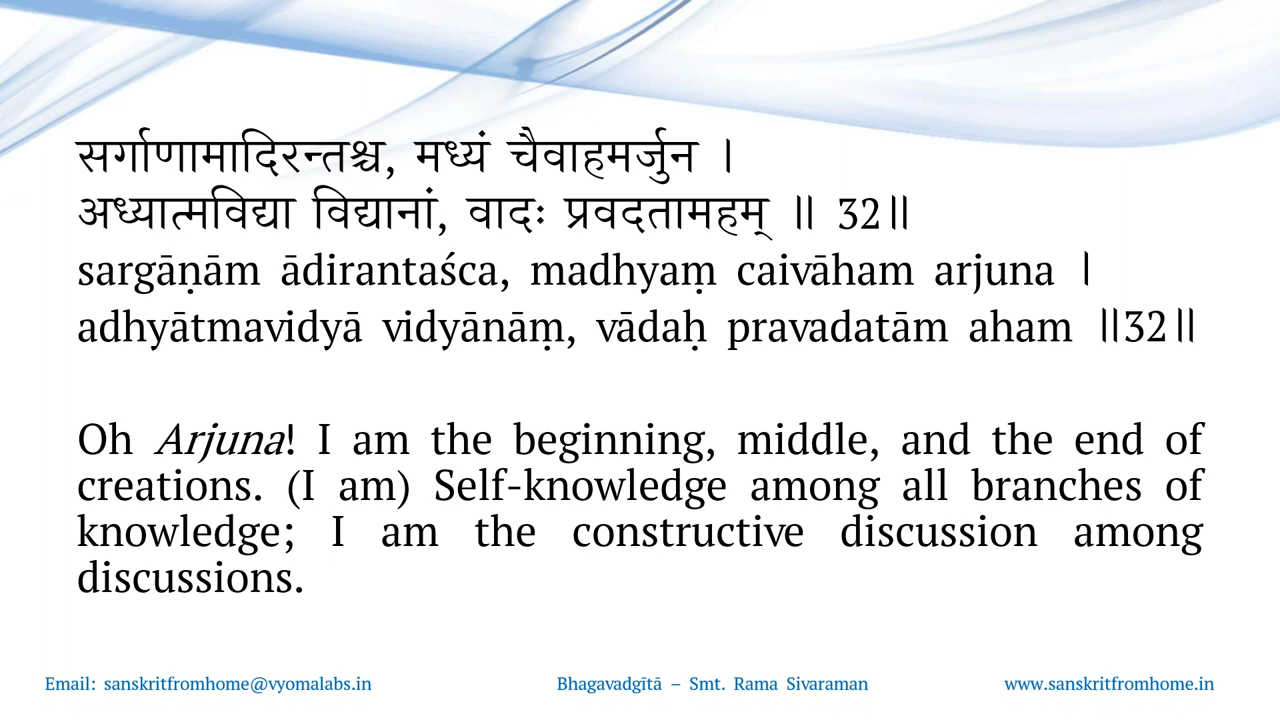 सर्गाणामादिरन्तश्च, मध्यं चैवाहमर्जुन ।
अध्यात्मविद्या विद्यानां, वादः प्रवदतामहम् ॥ 32॥
sargāṇām ādirantaśca, madhyaṃ caivāham arjuna ।
adhyātmavidyā vidyānāṃ, vādaḥ pravadatām aham ॥32॥
Oh Arjuna! I am the beginning, middle, and the end of
creations. (I am) Self-knowledge among all branches of
knowledge; I am the constructive discussion among
discussions.
Email: sanskritfromhome@vyomalabs.in Bhagavadgītā – Smt. Rama Sivaraman www.sanskritfromhome.in